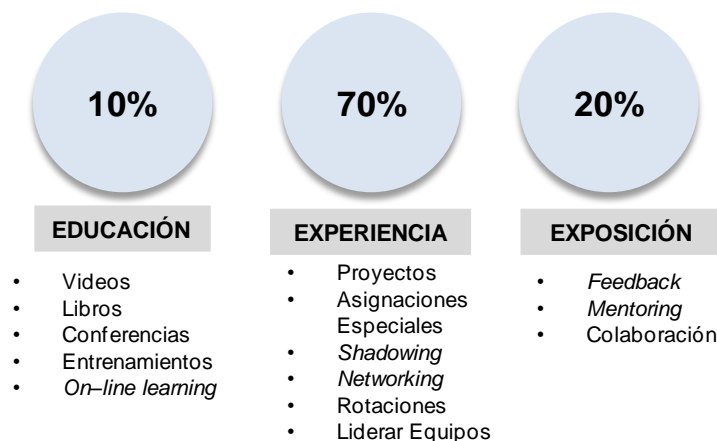 10%
EDUCACIÓN
• Videos
• Libros
• Conferencias
• Entrenamientos
• On–line learning
70%
EXPERIENCIA
• Proyectos
• Asignaciones
Especiales
• Shadowing
• Networking
• Rotaciones
• Liderar Equipos
20%
EXPOSICIÓN
• Feedback
• Mentoring
• Colaboración